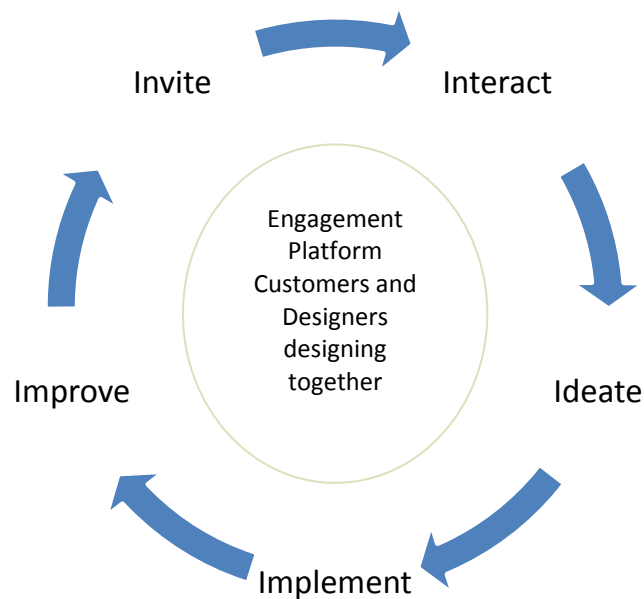 Invite
Interact
Engagement
Platform
Customers and
Designers
designing
together
Improve
Ideate
Implement